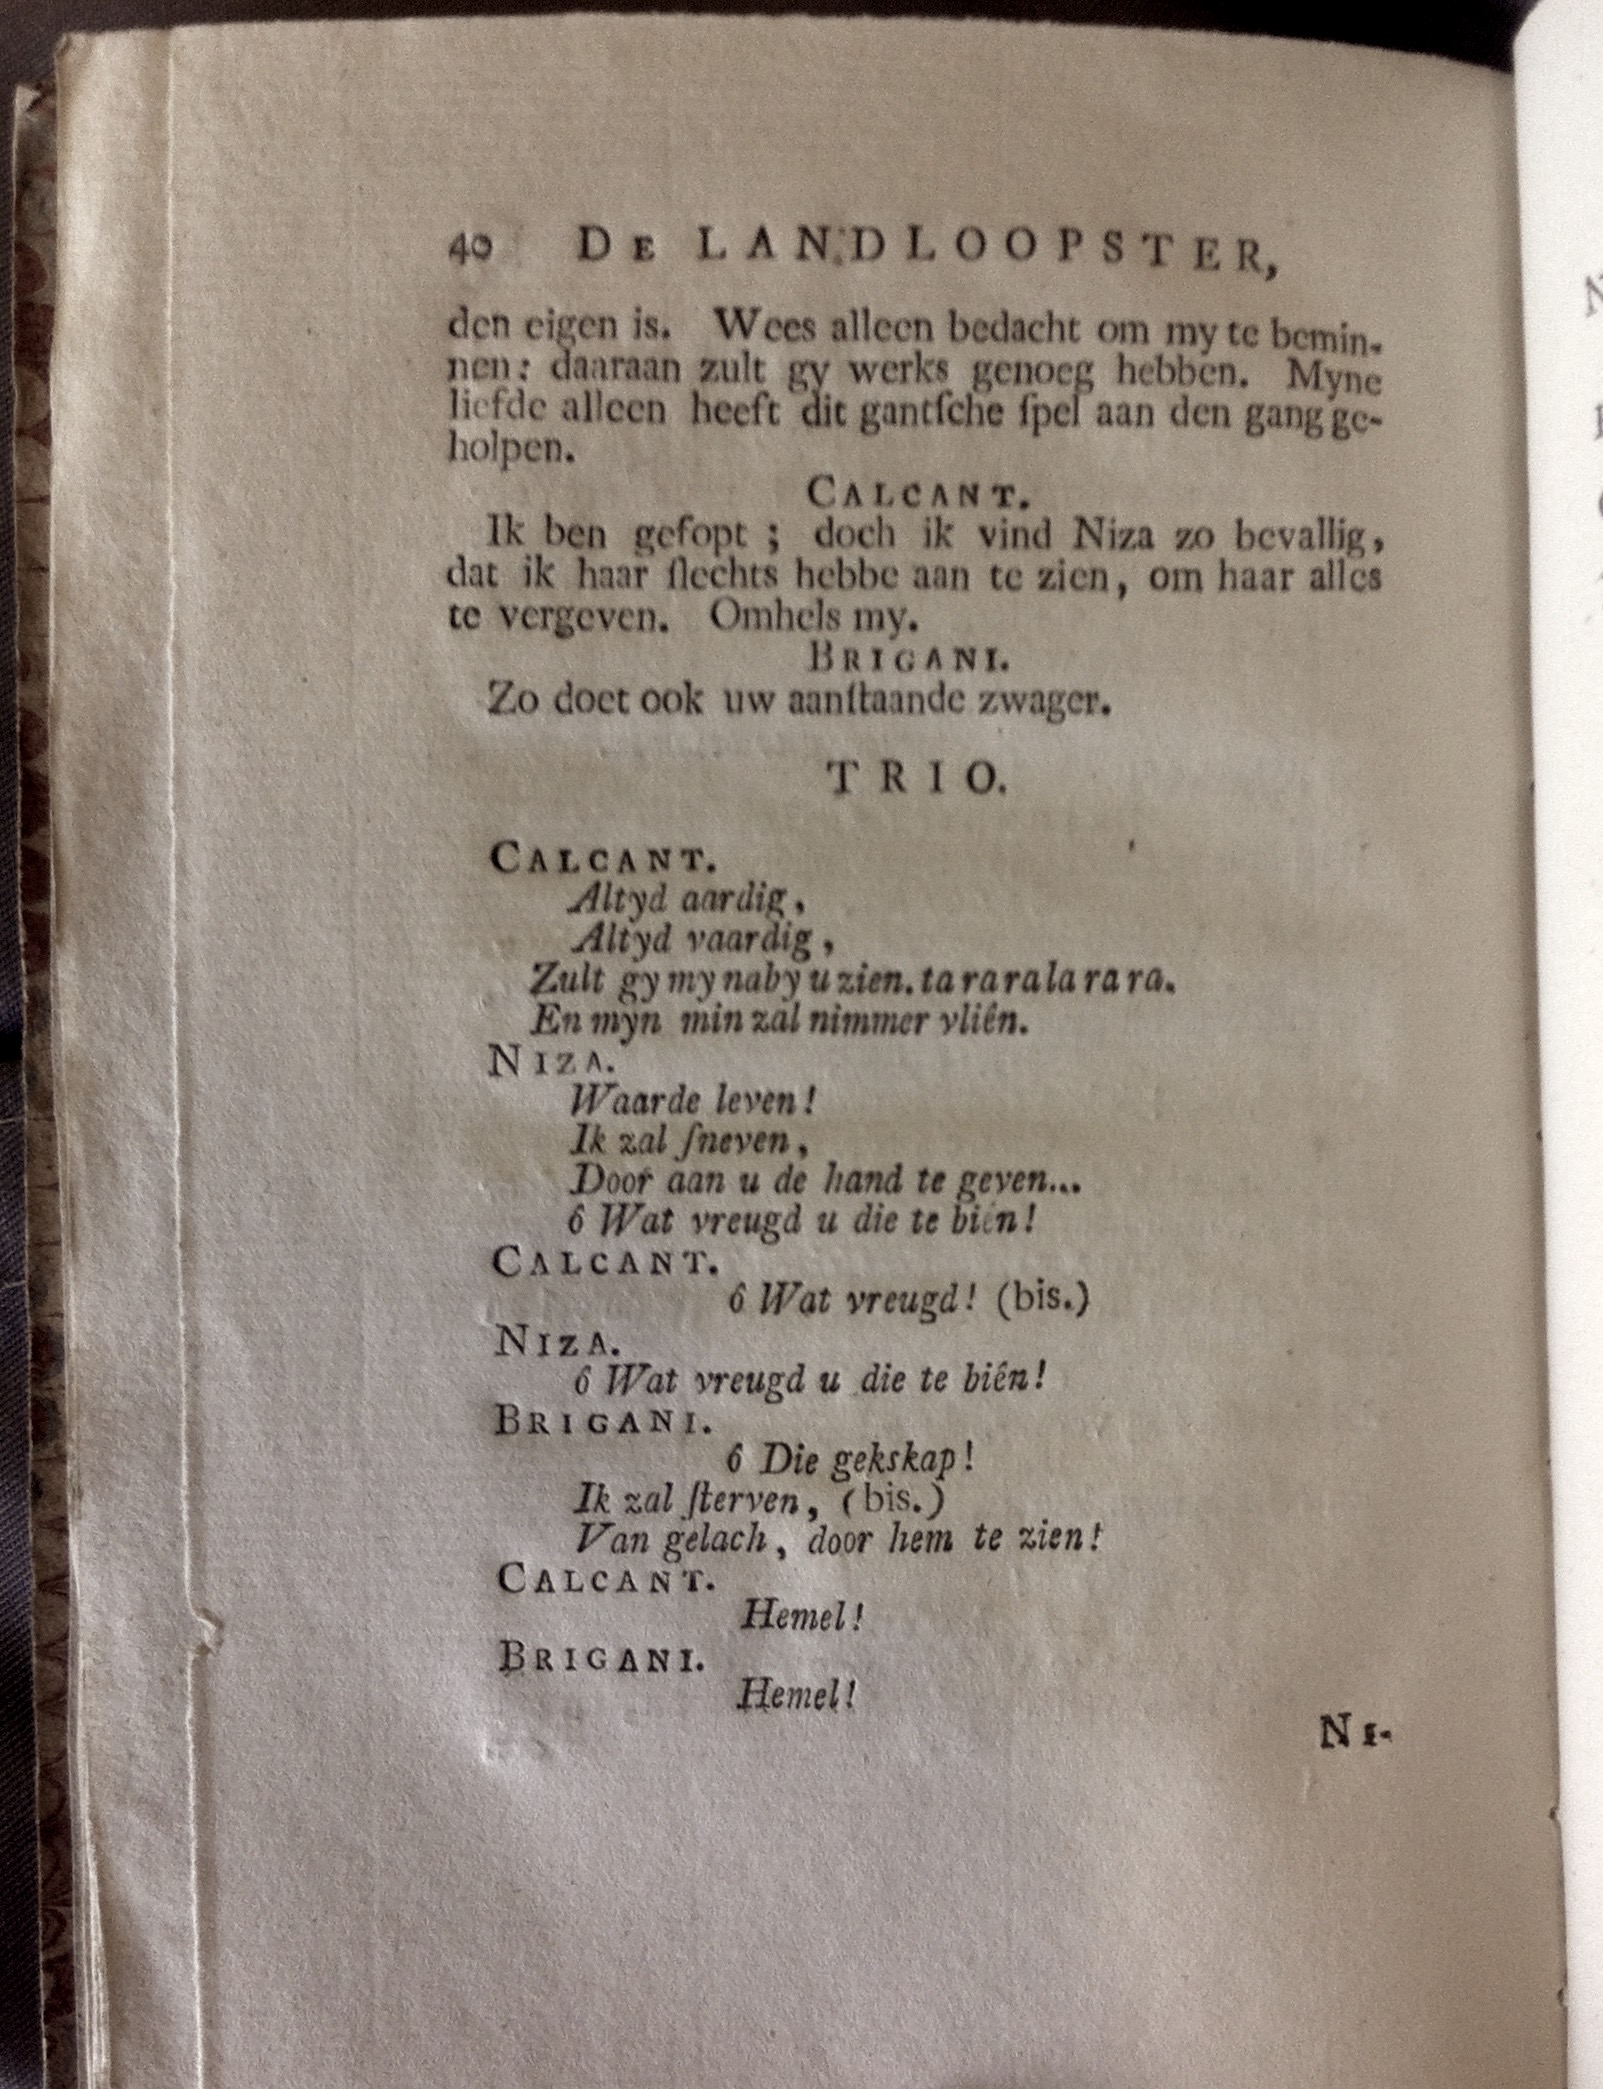 40 DE LANDLOOPSTER,
den eigen is. Wees alleen bedacht om my te bemin-
nen: daaraan zult gy werks genoeg hebben. Myne
liefde alleen heeft dit gantſche ſpel aan den gang ge-
holpen.
CALCANT.
Ik ben gefopt; doch ik vind Niza zo bevallig,
dat ik haar ſlechts hebbe aan te zien, om haar alles
te vergeven. Omhels my.
BRIGANI.
Zo doet ook uw aanſtaande zwager.
TRIO.
CALCANT.
Altyd aardig,
Altyd vaardig,
Zult gy my naby u zien. ta ra ra la ra ra.
En myn min zal nimmer vliên.
NIZA.
Waarde leven!
Ik zal ſneven,
Door aan u de hand te geven...
ô Wat vreugd u die te biên!
CALCANT.
ô Wat vreugd! (bis.)
NIZA.
ô Wat vreugd u die te biên!
BRIGANI.
ô Die gekskap!
Ik zal ſterven, (bis.)
Van gelach, door hem te zien!
CALCANT.
Hemel!
BRIGANI.
Hemel!
NI-